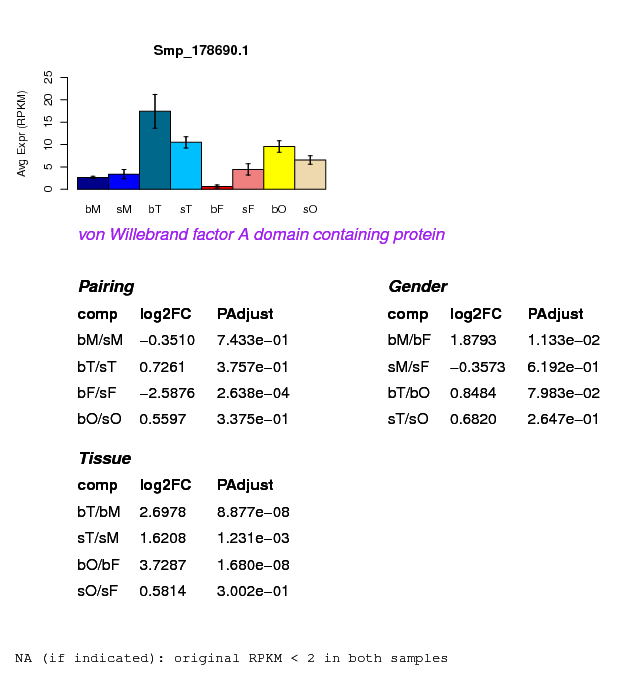 Smp_178690.1
Avg Expr (RPKM)
0 5 10 15 20 25
bM sM bT sT bF sF bO sO
von Willebrand factor A domain containing protein
Pairing
comp log2FC PAdjust
bM/sM −0.3510 7.433e−01
bT/sT 0.7261 3.757e−01
bF/sF −2.5876 2.638e−04
bO/sO 0.5597 3.375e−01
Gender
comp log2FC PAdjust
bM/bF 1.8793 1.133e−02
sM/sF −0.3573 6.192e−01
bT/bO 0.8484 7.983e−02
sT/sO 0.6820 2.647e−01
Tissue
comp log2FC PAdjust
bT/bM 2.6978 8.877e−08
sT/sM 1.6208 1.231e−03
bO/bF 3.7287 1.680e−08
sO/sF 0.5814 3.002e−01
NA (if indicated): original RPKM < 2 in both samples